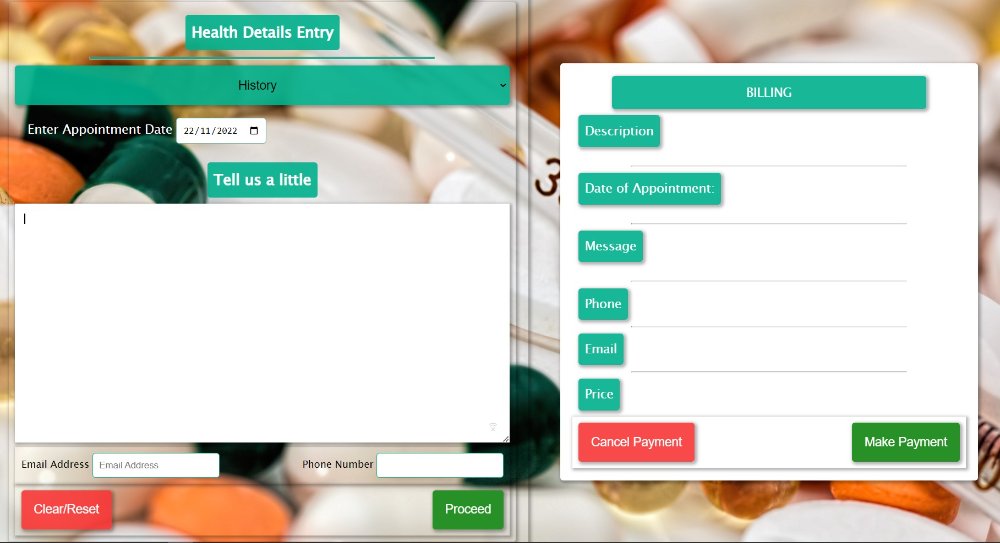 Health Details Entry
History
Enter Appointment Date 22/11/2022
Tell us a little
Email Address Email Address Phone Number
Clear/Reset Proceed
BILLING
Description
Date of Appointment:
Message
Phone
Email
Price
Cancel Payment Make Payment